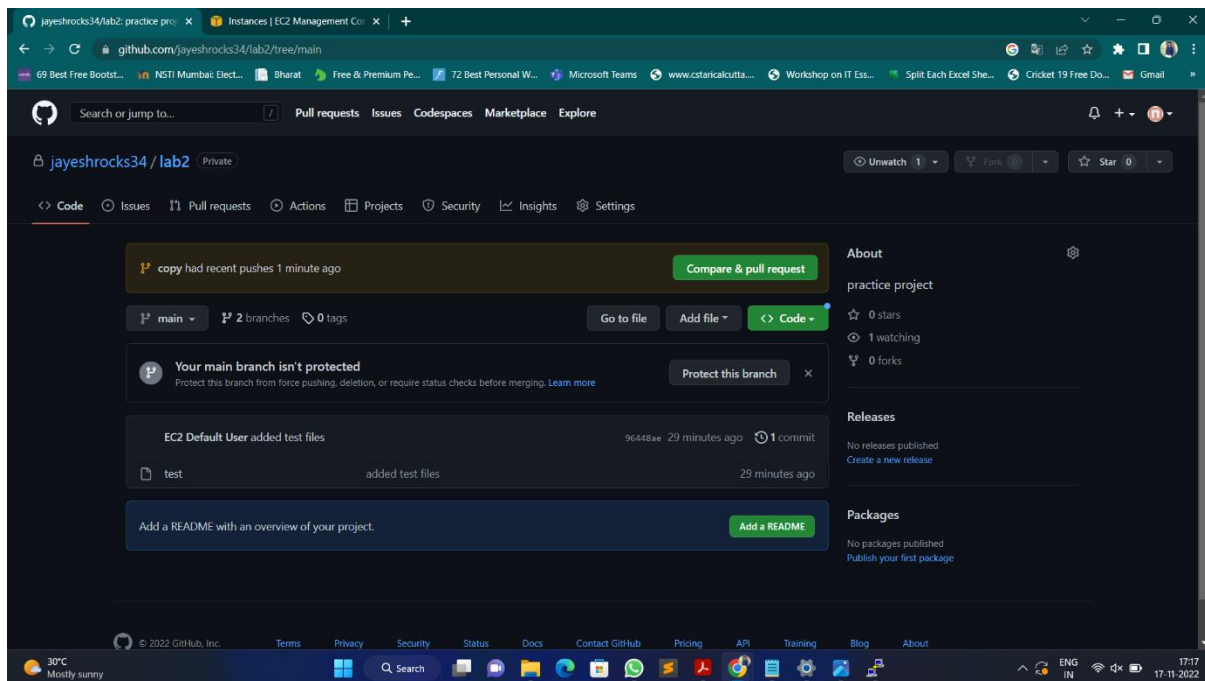 jayeshrocks34/lab2: practice proj
Instances | EC2 Management Con
github.com/jayeshrocks34/lab2/tree/main
69 Best Free Bootst... NSTI Mumbai: Elect... Bharat Free & Premium Pe... 72 Best Personal W... Microsoft Teams www.cstaricalcutta.... Workshop on IT Ess... Split Each Excel She... Cricket 19 Free Do... Gmail »
Search or jump to... / Pull requests Issues Codespaces Marketplace Explore
jayeshrocks34 / lab2 Private Unwatch 1 Fork 0 Star 0
<> Code Issues Pull requests Actions Projects Security Insights Settings
copy had recent pushes 1 minute ago Compare & pull request
main 2 branches 0 tags Go to file Add file <> Code
Your main branch isn't protected
Protect this branch from force pushing, deletion, or require status checks before merging. Learn more
Protect this branch
EC2 Default User added test files 96448ae 29 minutes ago 1 commit
test added test files 29 minutes ago
Add a README with an overview of your project. Add a README
About
practice project
0 stars
1 watching
0 forks
Releases
No releases published
Create a new release
Packages
No packages published
Publish your first package
© 2022 GitHub, Inc. Terms Privacy Security Status Docs Contact GitHub Pricing API Training Blog About
30°C
Mostly sunny
Search
ENG
IN
17:17
17-11-2022